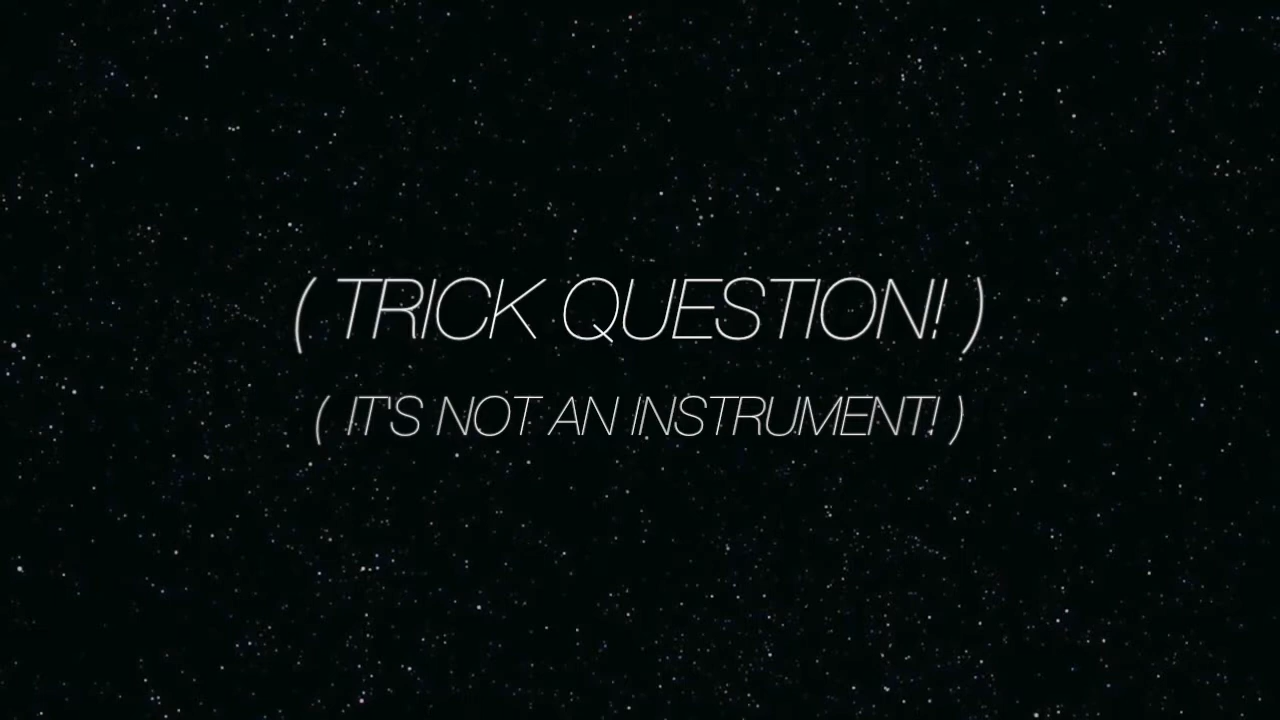 ( TRICK QUESTION! )
( IT'S NOT AN INSTRUMENT! )